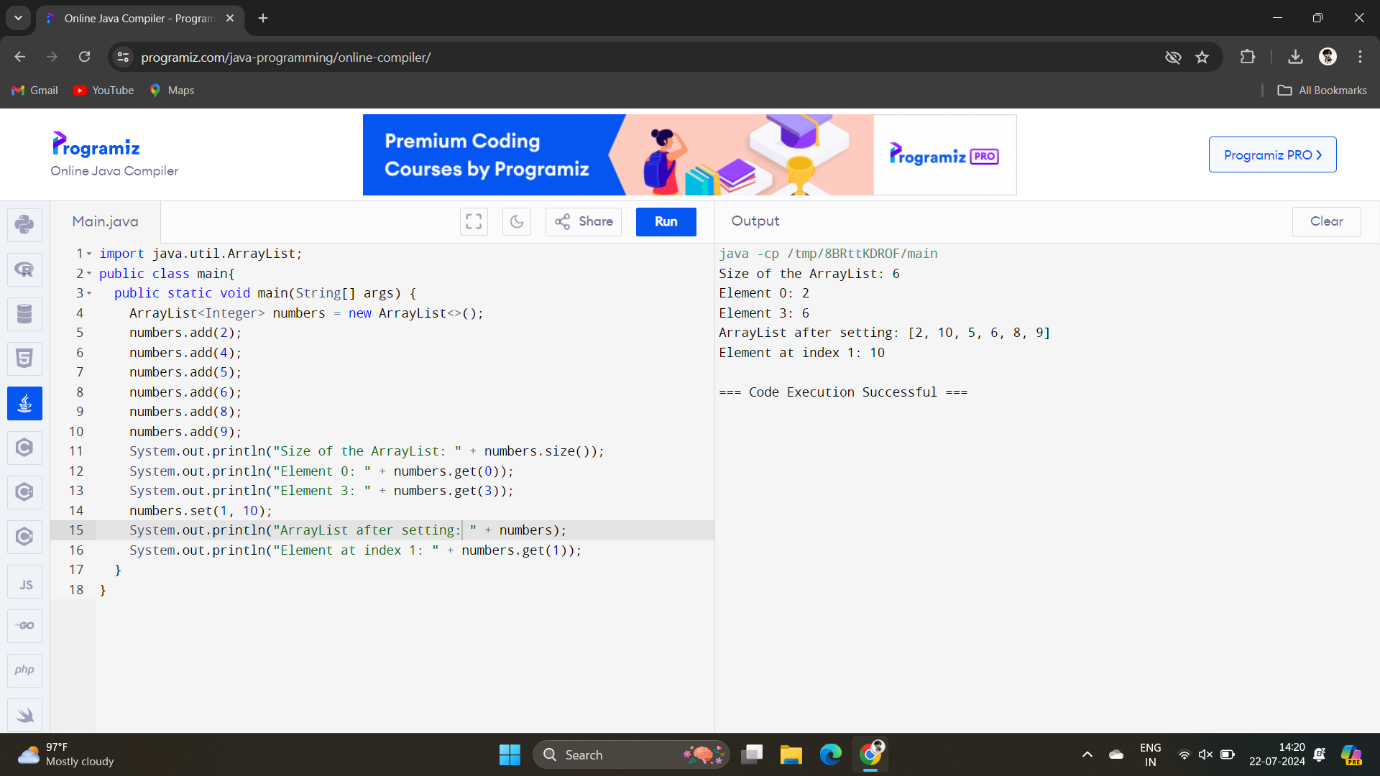 Online Java Compiler - Program
programiz.com/java-programming/online-compiler/
Gmail YouTube Maps All Bookmarks
Programiz
Online Java Compiler
Premium Coding
Courses by Programiz
Programiz PRO
Programiz PRO
Main.java Share Run Output Clear
1 import java.util.ArrayList;
2 public class main{
3 public static void main(String[] args) {
4 ArrayList<Integer> numbers = new ArrayList<>();
5 numbers.add(2);
6 numbers.add(4);
7 numbers.add(5);
8 numbers.add(6);
9 numbers.add(8);
10 numbers.add(9);
11 System.out.println("Size of the ArrayList: " + numbers.size());
12 System.out.println("Element 0: " + numbers.get(0));
13 System.out.println("Element 3: " + numbers.get(3));
14 numbers.set(1, 10);
15 System.out.println("ArrayList after setting: " + numbers);
16 System.out.println("Element at index 1: " + numbers.get(1));
17 }
18 }
java -cp /tmp/8BRttKDROF/main
Size of the ArrayList: 6
Element 0: 2
Element 3: 6
ArrayList after setting: [2, 10, 5, 6, 8, 9]
Element at index 1: 10
=== Code Execution Successful ===
JS
GO
php
97°F
Mostly cloudy
Search
ENG
IN
14:20
22-07-2024
PRE